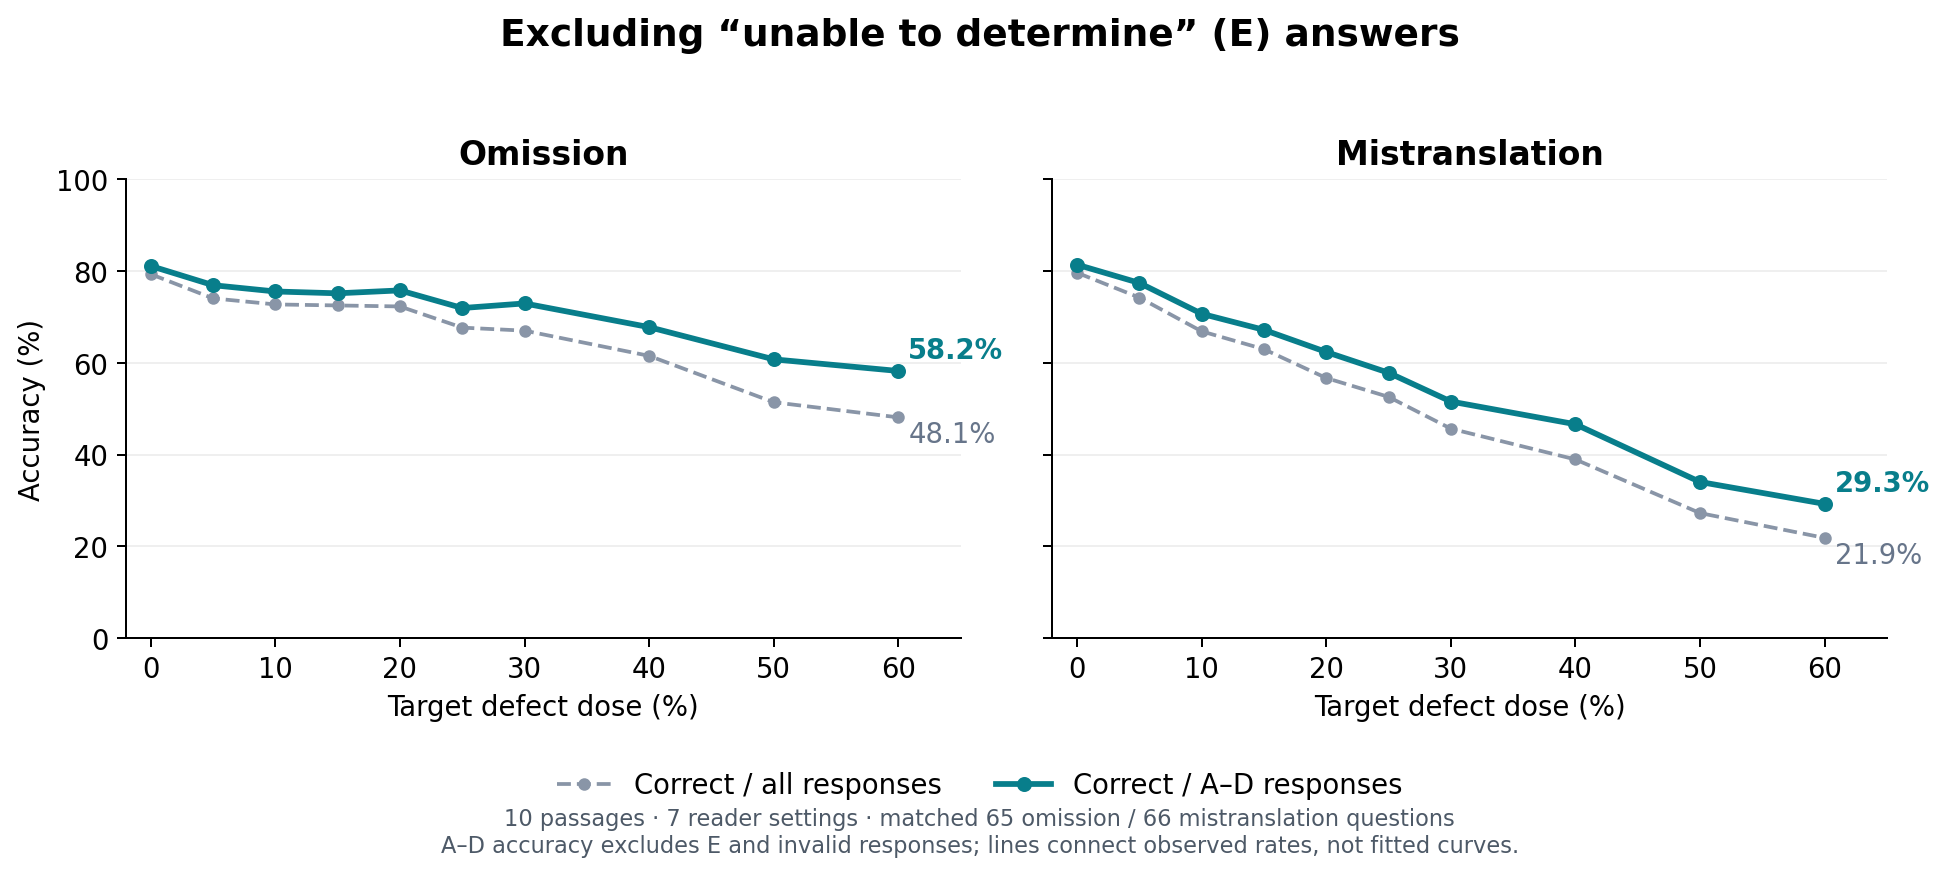 Excluding “unable to determine” (E) answers
Omission
Mistranslation
Accuracy (%)
100
80
60
40
20
0
58.2%
48.1%
29.3%
21.9%
0 10 20 30 40 50 60
0 10 20 30 40 50 60
Target defect dose (%)
Target defect dose (%)
Correct / all responses
Correct / A–D responses
10 passages · 7 reader settings · matched 65 omission / 66 mistranslation questions
A–D accuracy excludes E and invalid responses; lines connect observed rates, not fitted curves.